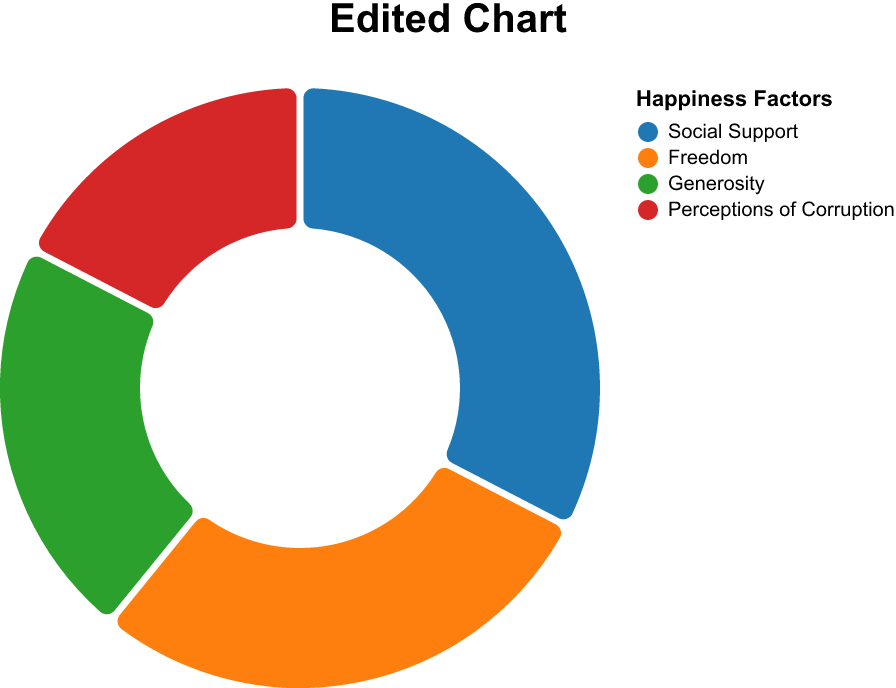 Edited Chart
Happiness Factors
Social Support
Freedom
Generosity
Perceptions of Corruption